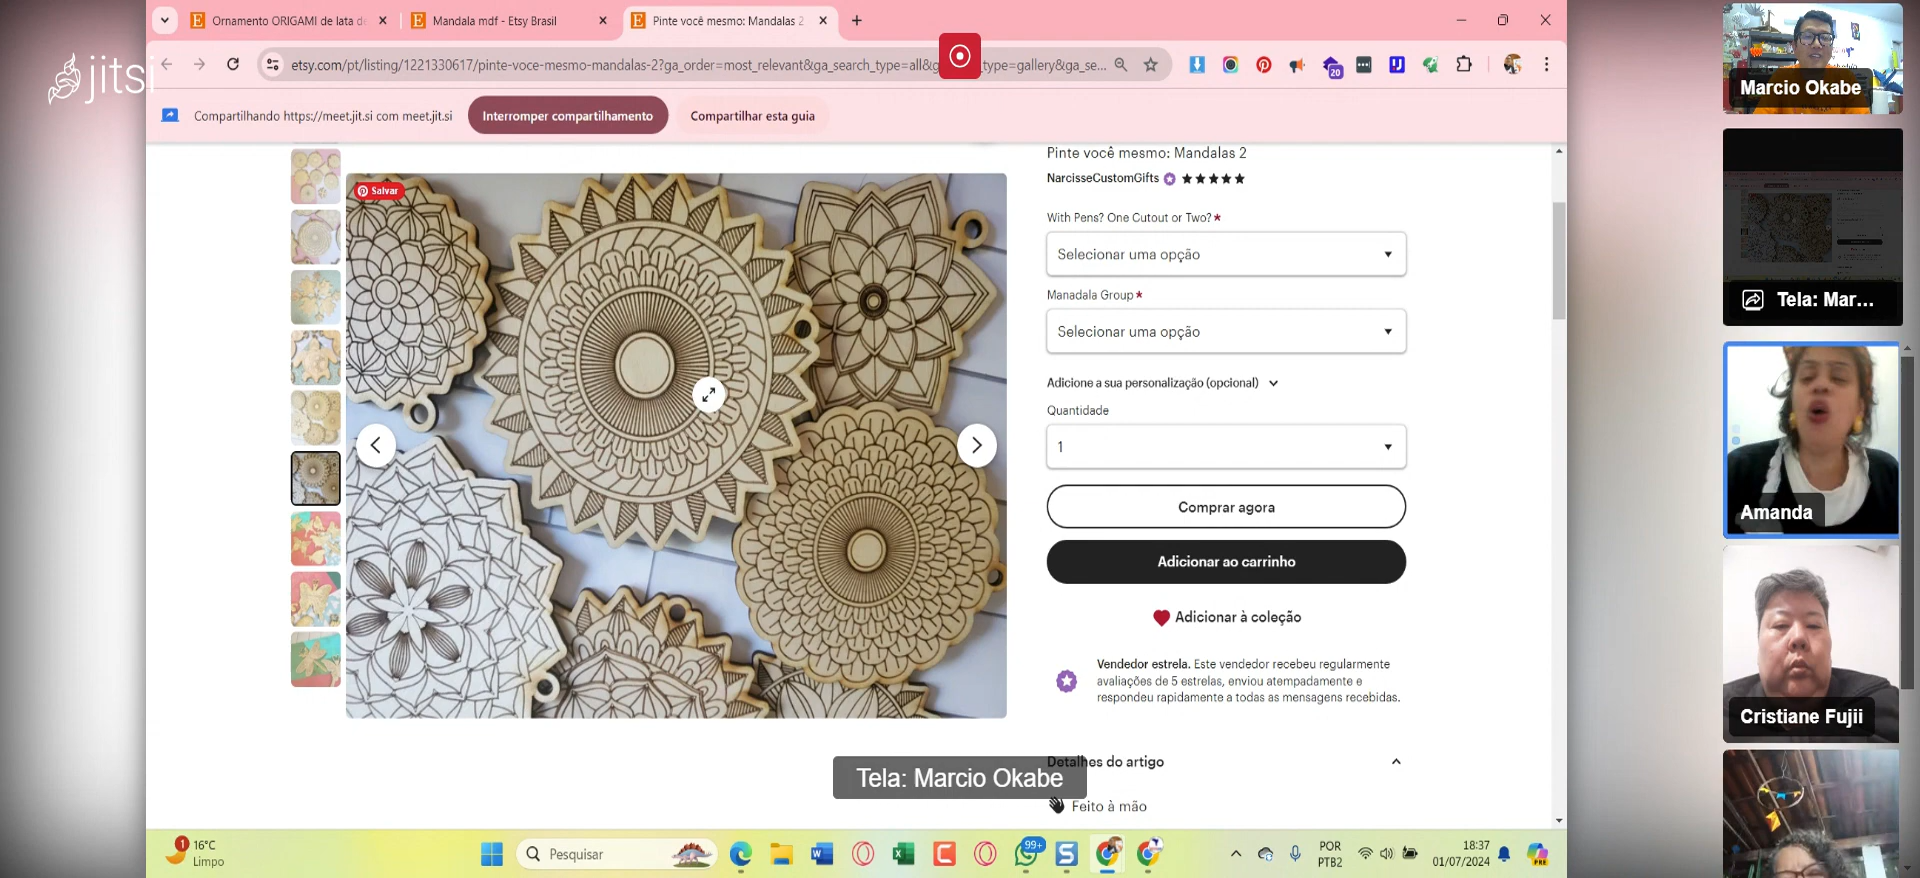 jitsi
Ornamento ORIGAMI de lata de
Mandala mdf - Etsy Brasil
Pinte você mesmo: Mandalas 2
etsy.com/pt/listing/1221330617/pinte-voce-mesmo-mandalas-2?ga_order=most_relevant&ga_search_type=all&g
type=gallery&ga_se...
20
Compartilhando https://meet.jit.si com meet.jit.si
Interromper compartilhamento
Compartilhar esta guia
Salvar
Pinte você mesmo: Mandalas 2
NarcisseCustomGifts
With Pens? One Cutout or Two? *
Selecionar uma opção
Manadala Group *
Selecionar uma opção
Adicione a sua personalização (opcional)
Quantidade
1
Comprar agora
Adicionar ao carrinho
Adicionar à coleção
Vendedor estrela. Este vendedor recebeu regularmente
avaliações de 5 estrelas, enviou atempadamente e
respondeu rapidamente a todas as mensagens recebidas.
Detalhes do artigo
Feito à mão
Tela: Marcio Okabe
1
16°C
Limpo
Pesquisar
99+
POR
PTB2
18:37
01/07/2024
PRE
Marcio Okabe
Tela: Mar...
Amanda
Cristiane Fujii